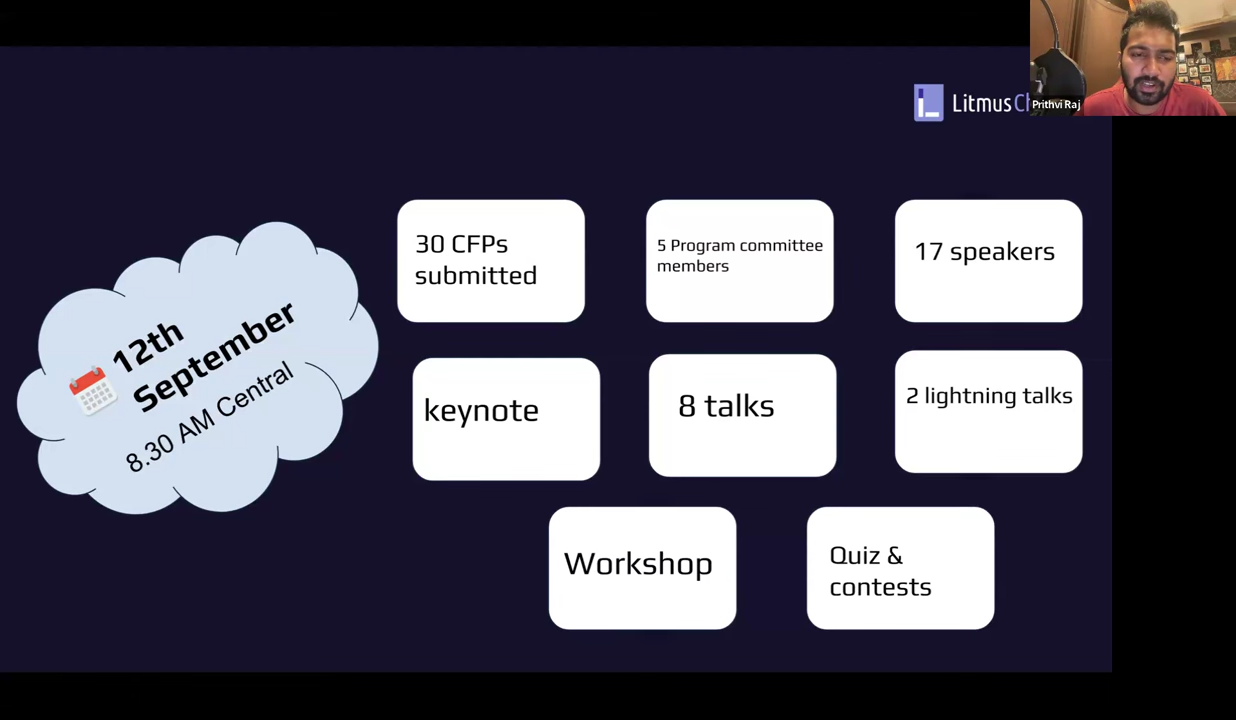 LitmusCh
Prithvi Raj
12th
September
8.30 AM Central
30 CFPs
submitted
5 Program committee
members
17 speakers
keynote
8 talks
2 lightning talks
Workshop
Quiz &
contests